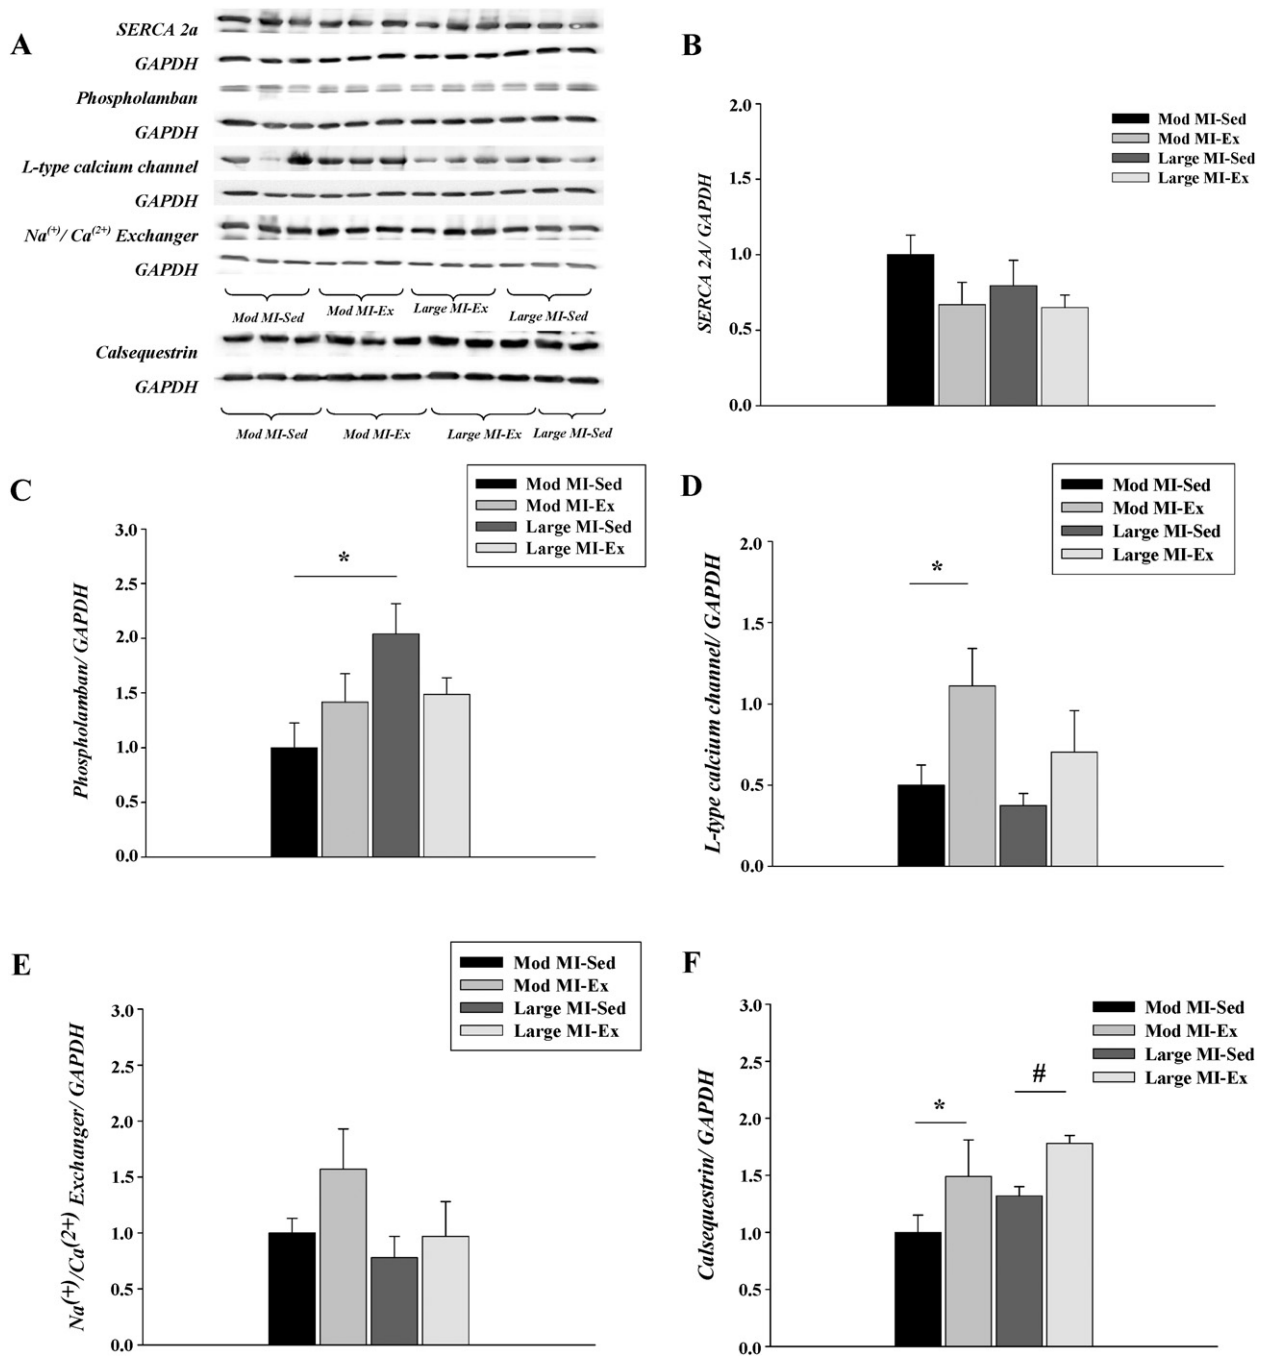 A
SERCA 2a
GAPDH
Phospholamban
GAPDH
L-type calcium channel
GAPDH
Na(+)/ Ca(2+) Exchanger
GAPDH
Mod MI-Sed Mod MI-Ex Large MI-Ex Large MI-Sed
Calsequestrin
GAPDH
Mod MI-Sed Mod MI-Ex Large MI-Ex Large MI-Sed
B
SERCA 2A/ GAPDH
2.0
1.5
1.0
0.5
0.0
Mod MI-Sed
Mod MI-Ex
Large MI-Sed
Large MI-Ex
C
Phospholamban/ GAPDH
3.0
2.5
2.0
1.5
1.0
0.5
0.0
*
Mod MI-Sed
Mod MI-Ex
Large MI-Sed
Large MI-Ex
D
L-type calcium channel/ GAPDH
2.0
1.5
1.0
0.5
0.0
*
Mod MI-Sed
Mod MI-Ex
Large MI-Sed
Large MI-Ex
E
Na(+)/Ca(2+) Exchanger/ GAPDH
3.0
2.5
2.0
1.5
1.0
0.5
0.0
Mod MI-Sed
Mod MI-Ex
Large MI-Sed
Large MI-Ex
F
Calsequestrin/ GAPDH
3.0
2.5
2.0
1.5
1.0
0.5
0.0
*
#
Mod MI-Sed
Mod MI-Ex
Large MI-Sed
Large MI-Ex